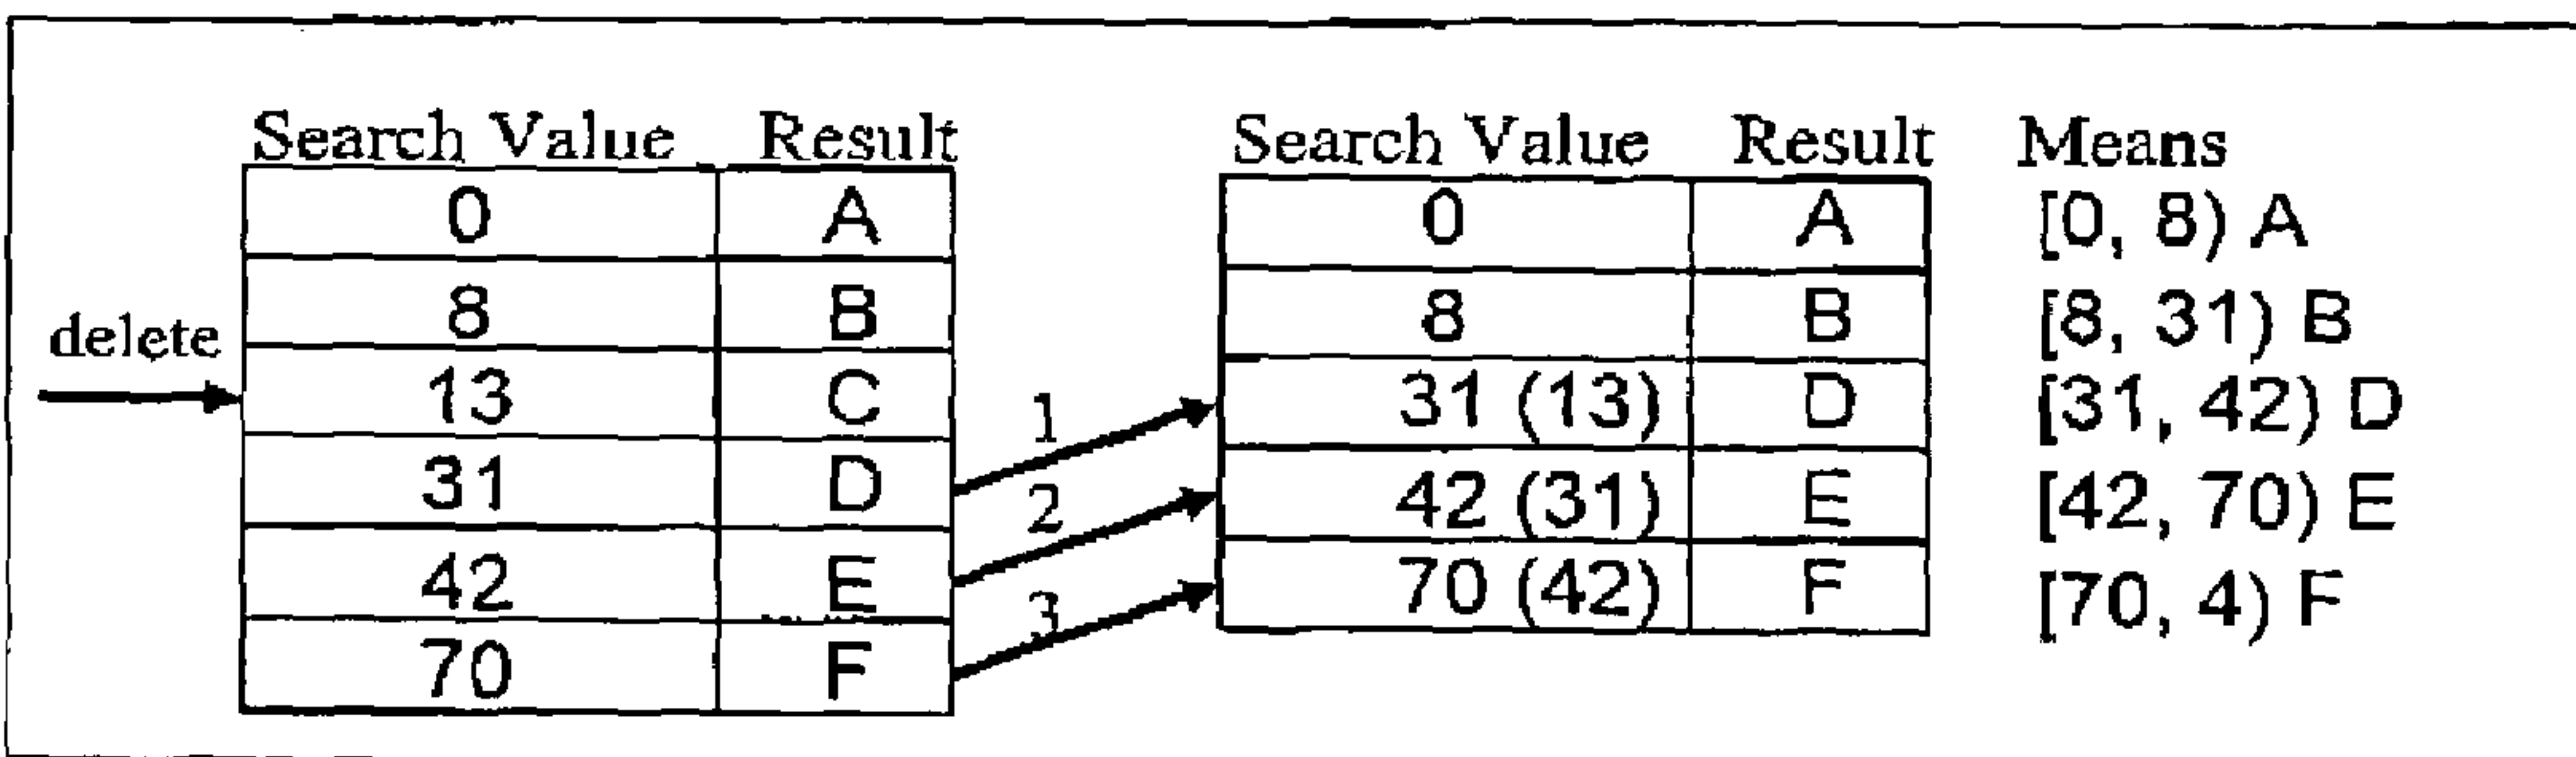 Search Value Result Search Value Result Means
0 A 0 A [0, 8) A
8 B 8 B [8, 31) B
delete
13 C 1 31 (13) D [31, 42) D
31 D 2 42 (31) E [42, 70) E
42 E 3 70 (42) F [70, 4) F
70 F